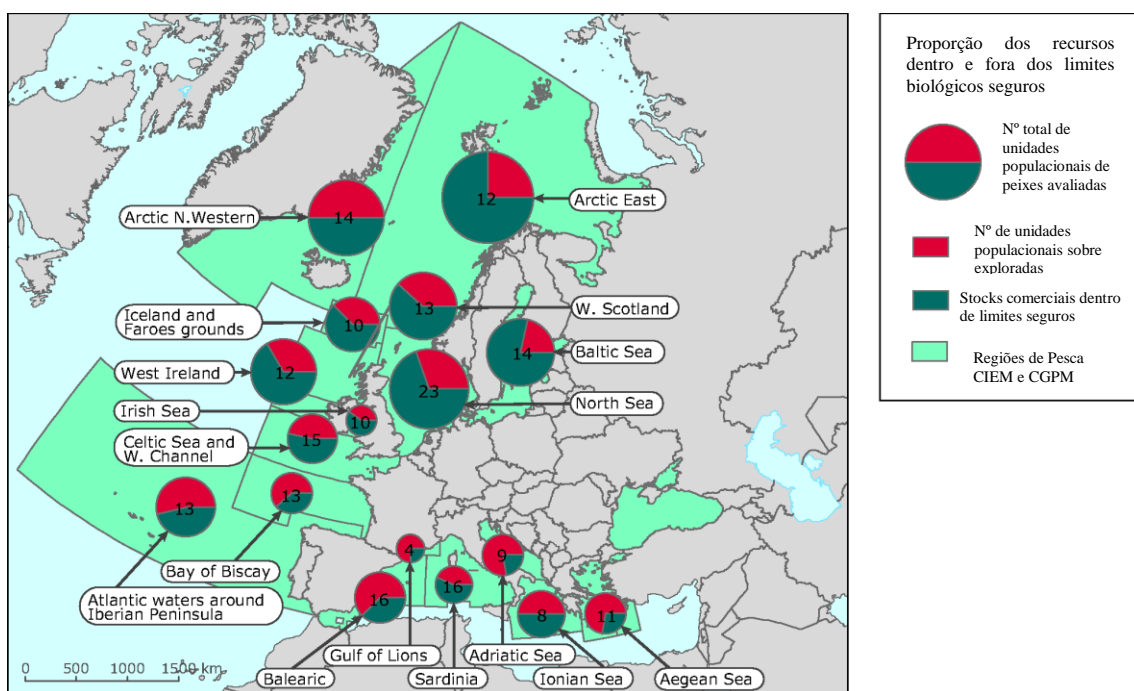 14
Arctic N.Western
12
Arctic East
Iceland and
Faroes grounds
10
13
W. Scotland
West Ireland
12
14
Baltic Sea
Irish Sea
10
23
North Sea
Celtic Sea and
W. Channel
15
13
13
Bay of Biscay
Atlantic waters around
Iberian Peninsula
4
9
16
16
8
11
Gulf of Lions
Adriatic Sea
Balearic
Sardinia
Ionian Sea
Aegean Sea
0 500 1000 1500 km
Proporção dos recursos
dentro e fora dos limites
biológicos seguros
Nº total de
unidades
populacionais de
peixes avaliadas
Nº de unidades
populacionais sobre
exploradas
Stocks comerciais dentro
de limites seguros
Regiões de Pesca
CIEM e CGPM